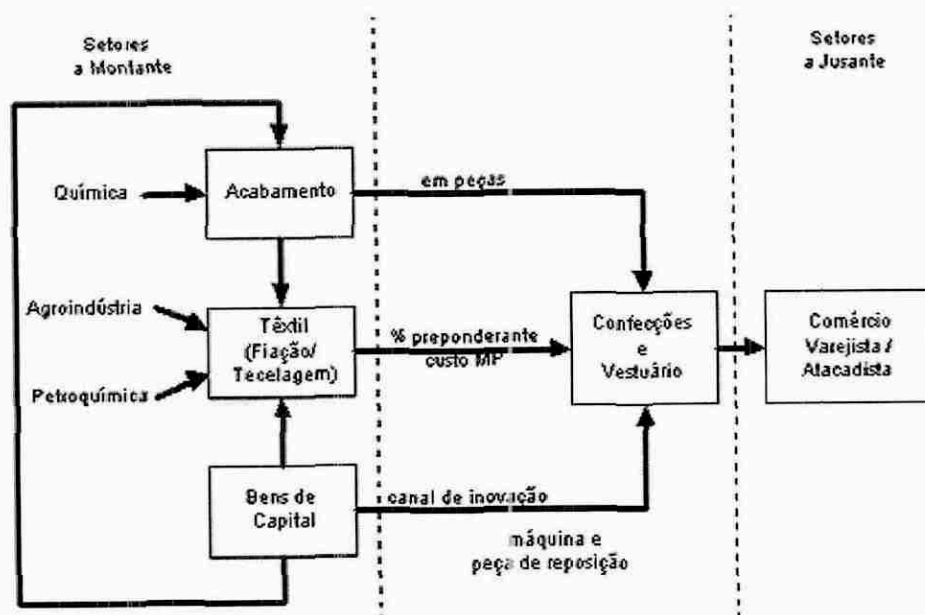 Setores
a Montante
Setores
a Jusante
Química
Acabamento
em peças
Agroindústria
Petroquímica
Têxtil
(Fiação/
Tecelagem)
% preponderante
custo MP
Confecções
e
Vestuário
Comércio
Varejista /
Atacadista
Bens de
Capital
canal de inovação
máquina e
peça de reposição